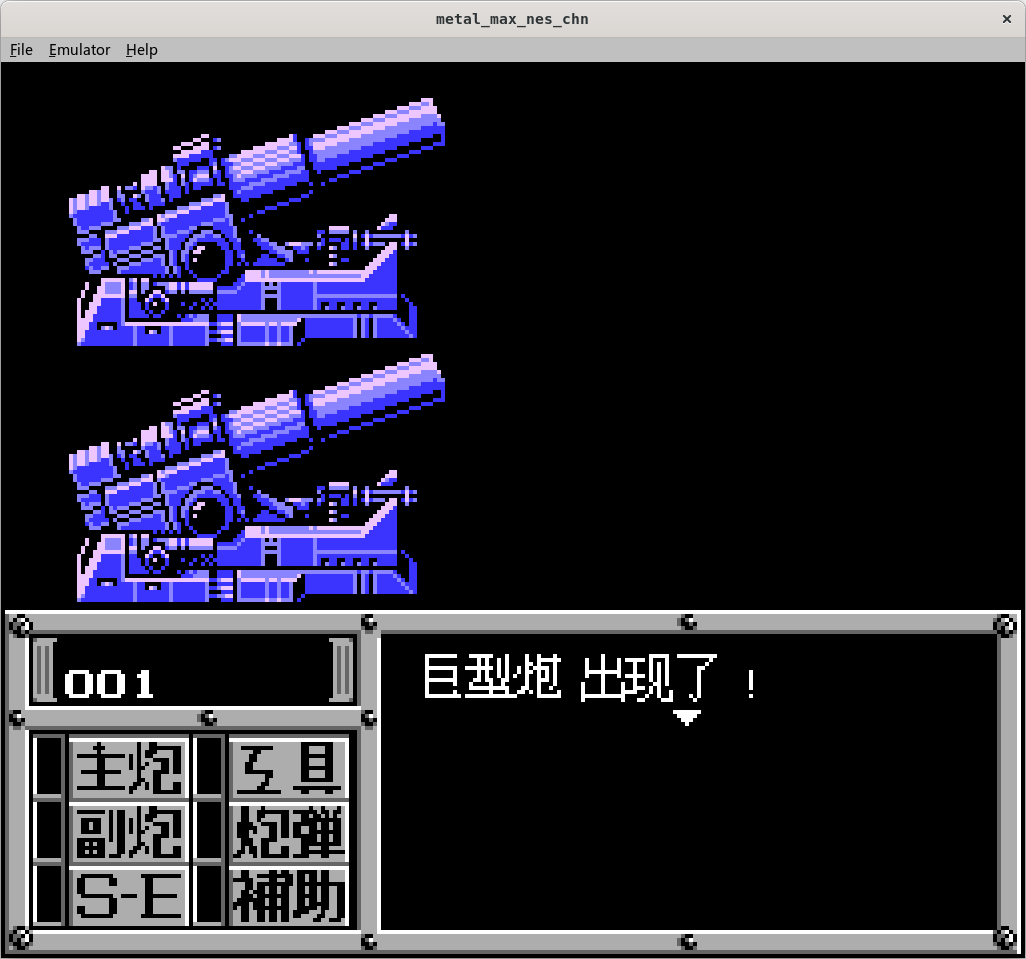 metal_max_nes_chn ×
File Emulator Help
001
巨型炮 出现了 !
主炮 工具
副炮 炮弹
S-E 補助